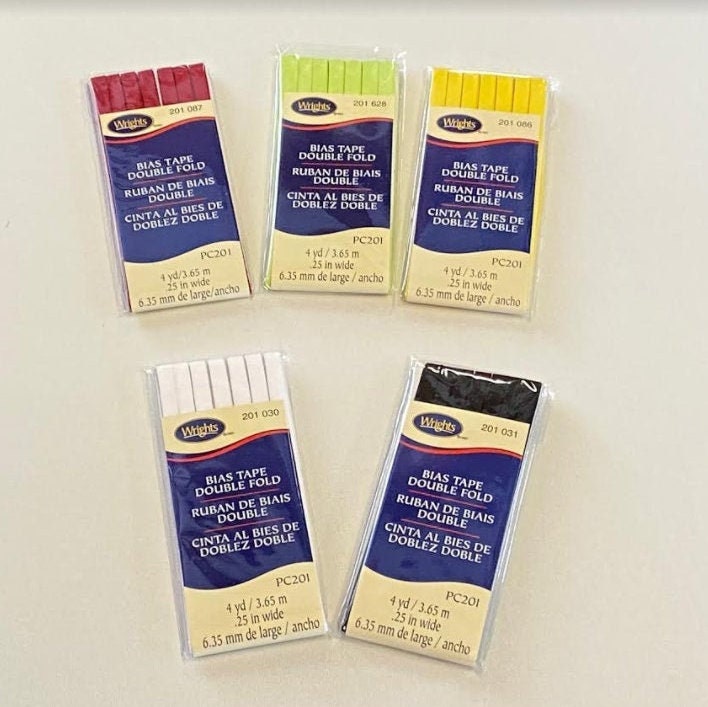 Wrights
201 087
BIAS TAPE
DOUBLE FOLD
RUBAN DE BIAIS
DOUBLE
CINTA AL BIES DE
DOBLEZ DOBLE
PC201
4 yd/3.65 m
.25 in wide
6.35 mm de large/ancho
Wrights
201 628
BIAS TAPE
DOUBLE FOLD
RUBAN DE BIAIS
DOUBLE
CINTA AL BIES DE
DOBLEZ DOBLE
PC201
4 yd / 3.65 m
.25 in wide
6.35 mm de large / ancho
Wrights
201 086
BIAS TAPE
DOUBLE FOLD
RUBAN DE BIAIS
DOUBLE
CINTA AL BIES DE
DOBLEZ DOBLE
PC201
4 yd / 3.65 m
.25 in wide
6.35 mm de large / ancho
Wrights
201 030
BIAS TAPE
DOUBLE FOLD
RUBAN DE BIAIS
DOUBLE
CINTA AL BIES DE
DOBLEZ DOBLE
PC201
4 yd / 3.65 m
.25 in wide
6.35 mm de large / ancho
Wrights
201 031
BIAS TAPE
DOUBLE FOLD
RUBAN DE BIAIS
DOUBLE
CINTA AL BIES DE
DOBLEZ DOBLE
PC201
4 yd / 3.65 m
.25 in wide
6.35 mm de large / ancho